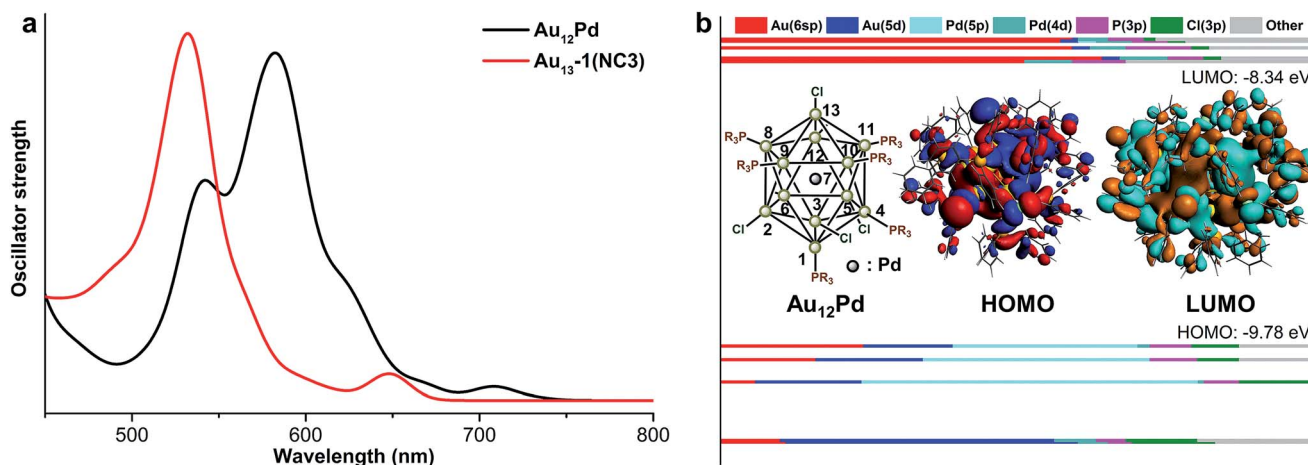 a
Au12Pd
Au13-1(NC3)
Oscillator strength
500
600
700
800
Wavelength (nm)
b
Au(6sp) Au(5d) Pd(5p) Pd(4d) P(3p) Cl(3p) Other
LUMO: -8.34 eV
Cl
13
8
11
R3P
PR3
9
12
10
R3P
PR3
7
6
3
5
4
Cl
2
Cl
Cl
PR3
1
PR3
: Pd
Au12Pd
HOMO
LUMO
HOMO: -9.78 eV